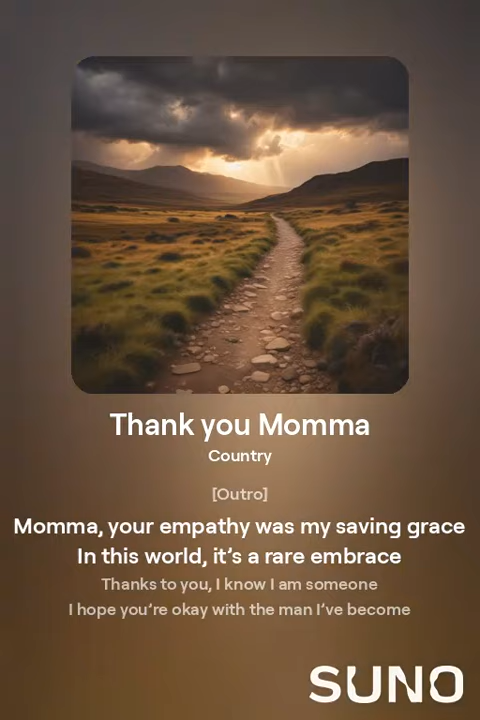 Thank you Momma
Country
[Outro]
Momma, your empathy was my saving grace
In this world, it's a rare embrace
Thanks to you, I know I am someone
I hope you're okay with the man I've become
SUNO